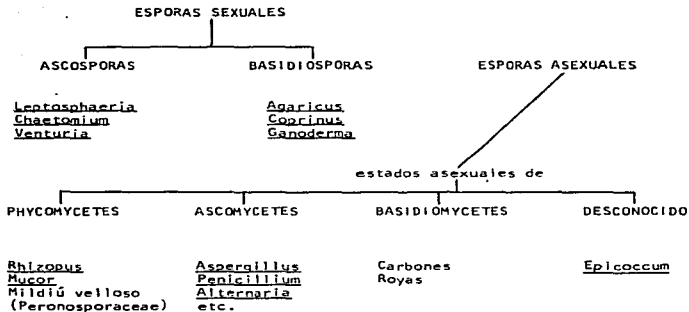 ESPORAS SEXUALES
ASCOSPORAS BASIDIOSPORAS ESPORAS ASEXUALES
Leptosphaeria Agaricus
Chaetomium Coprinus
Venturia Ganoderma
estados asexuales de
PHYCOMYCETES ASCOMYCETES BASIDIOMYCETES DESCONOCIDO
Rhizopus Aspergillus Carbones Epicoccum
Mucor Penicillium Royas
Mildiú velloso Alternaria
(Peronosporaceae) etc.